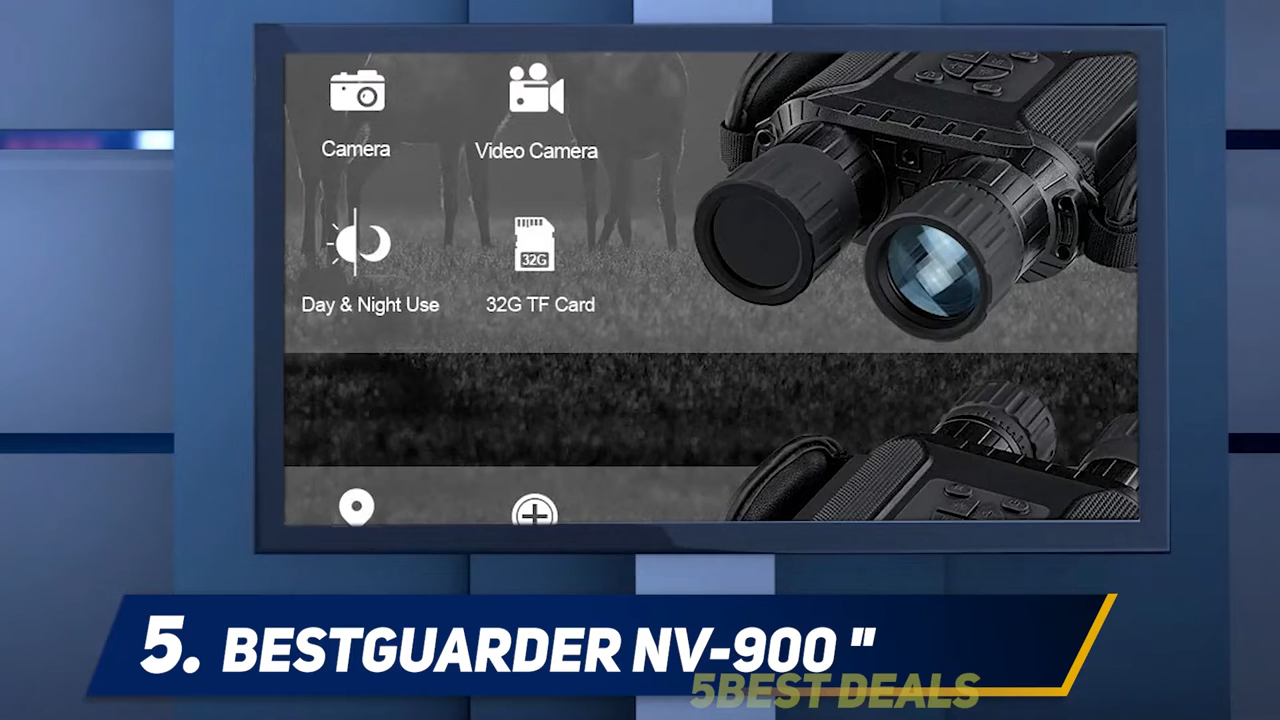 Camera
Video Camera
32G
Day & Night Use
32G TF Card
5. BESTGUARDER NV-900 "
5BEST DEALS